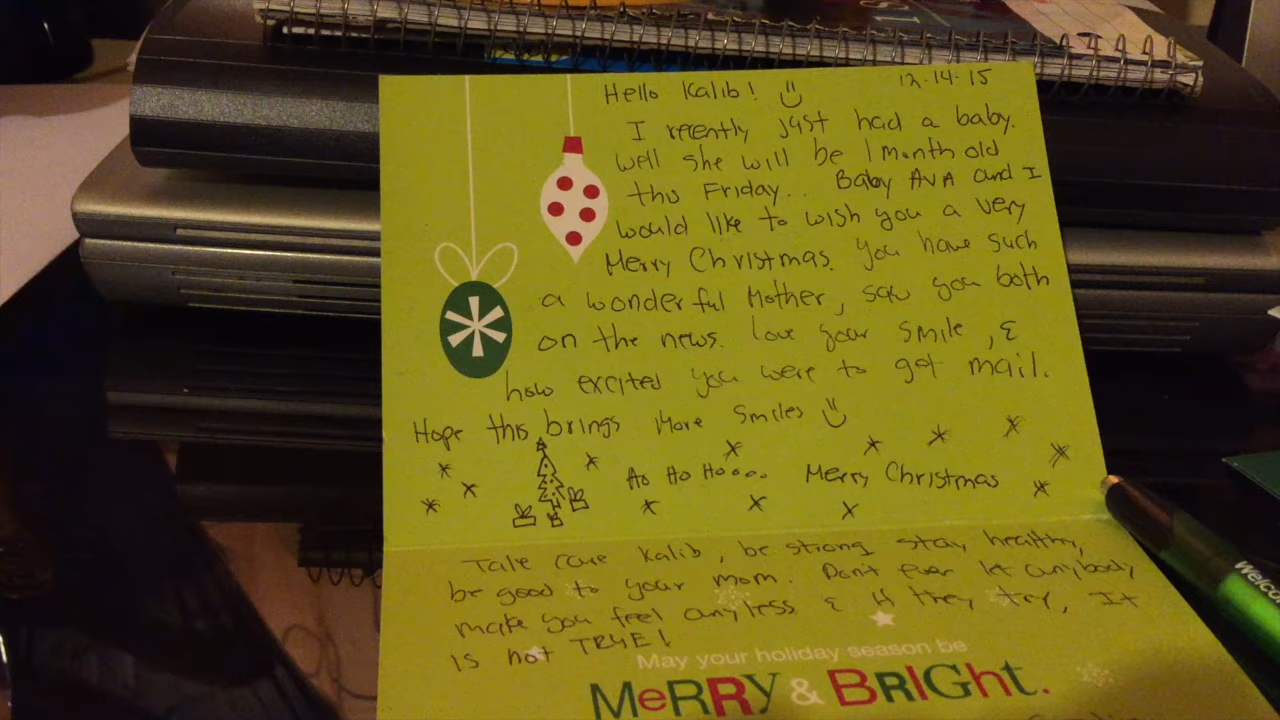 Hello Kalib! 12-14-15
I recently just had a baby.
well she will be 1 month old
this Friday.. Baby AVA and I
would like to wish you a very
Merry Christmas. You have such
a wonderful Mother, saw you both
on the news. love your smile, &
how excited you were to get mail.
Hope this brings More Smiles
Ho Ho Hooo.. Merry Christmas
Take care Kalib, be strong stay healthy,
be good to your mom. Don't ever let anybody
make you feel any less & if they try, It
is not TRUE!
May your holiday season be
MeRRy & BRIGht.